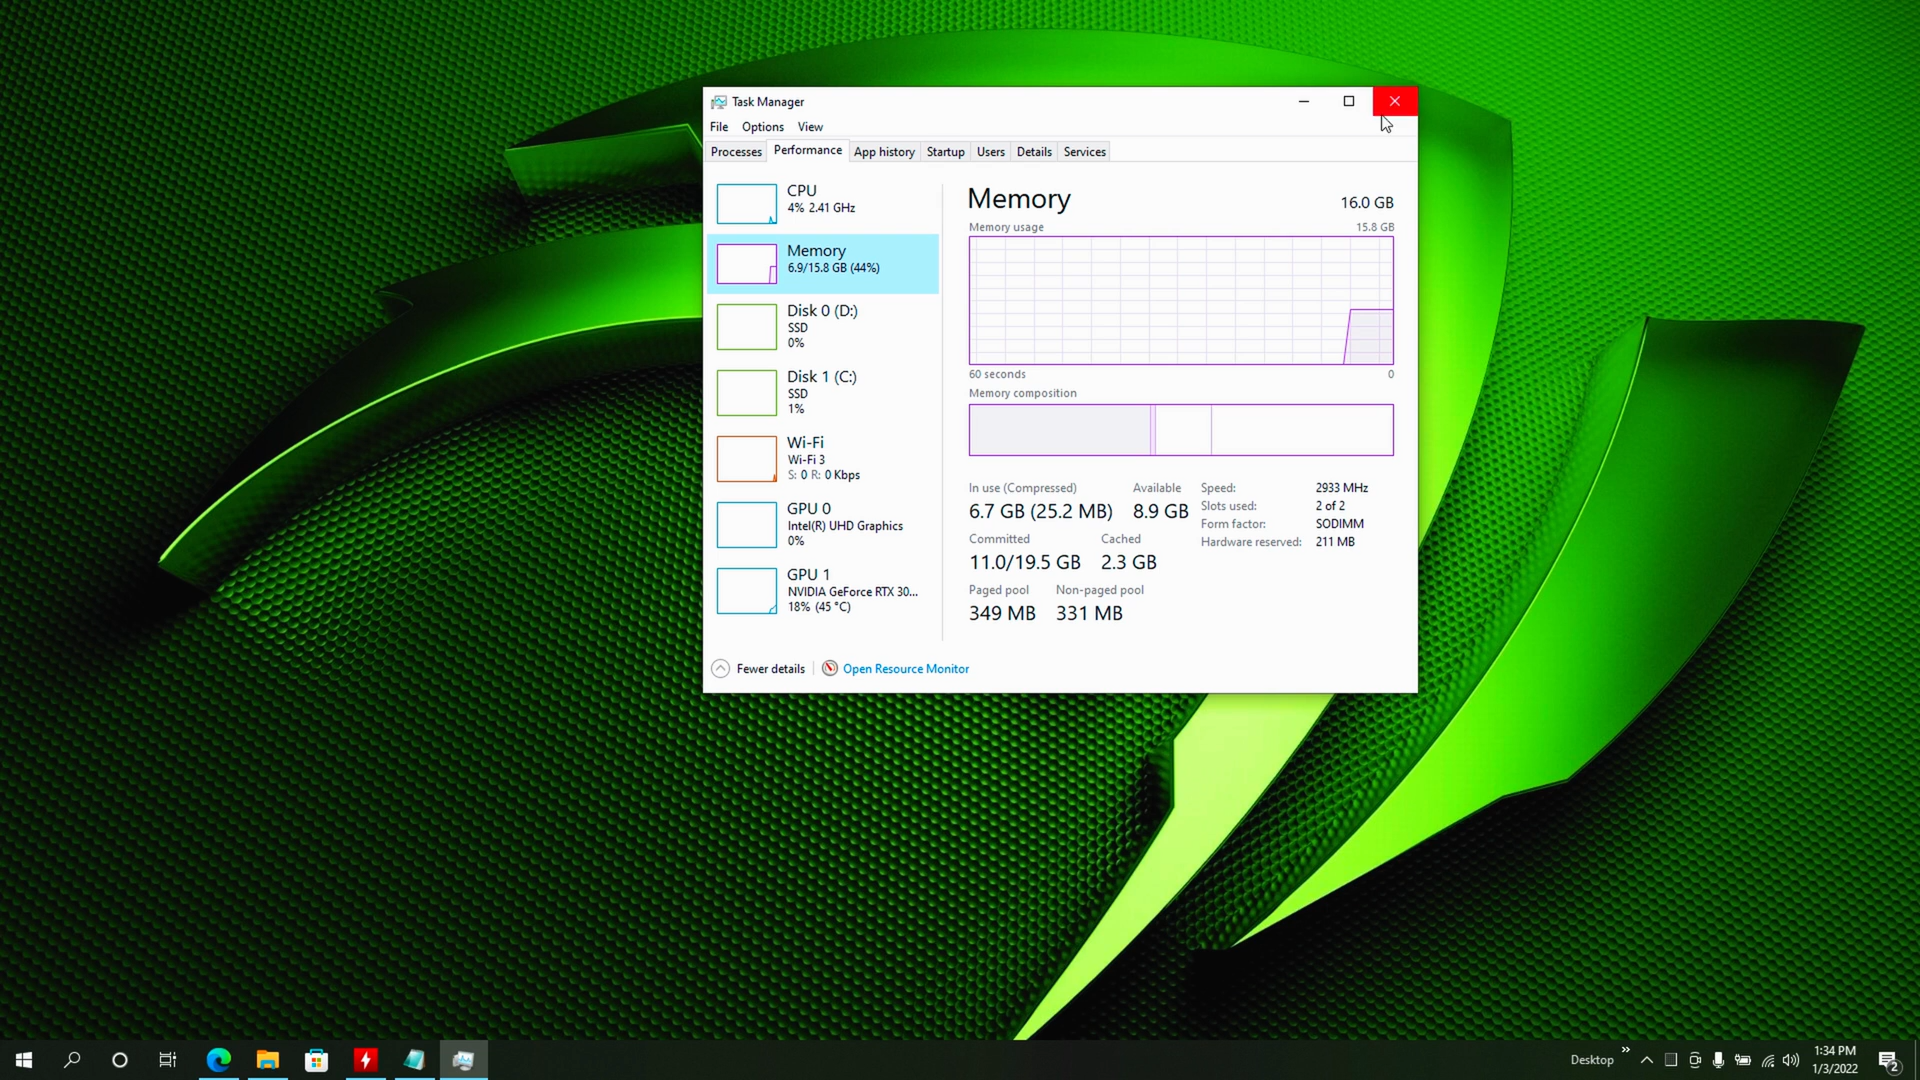 Task Manager
File Options View
Processes Performance App history Startup Users Details Services
CPU
4% 2.41 GHz
Memory
6.9/15.8 GB (44%)
Disk 0 (D:)
SSD
0%
Disk 1 (C:)
SSD
1%
Wi-Fi
Wi-Fi 3
S: 0 R: 0 Kbps
GPU 0
Intel(R) UHD Graphics
0%
GPU 1
NVIDIA GeForce RTX 30...
18% (45 °C)
Memory 16.0 GB
Memory usage 15.8 GB
60 seconds 0
Memory composition
In use (Compressed) Available
6.7 GB (25.2 MB) 8.9 GB
Committed Cached
11.0/19.5 GB 2.3 GB
Paged pool Non-paged pool
349 MB 331 MB
Speed: 2933 MHz
Slots used: 2 of 2
Form factor: SODIMM
Hardware reserved: 211 MB
Fewer details Open Resource Monitor
Desktop
1:34 PM
1/3/2022
2